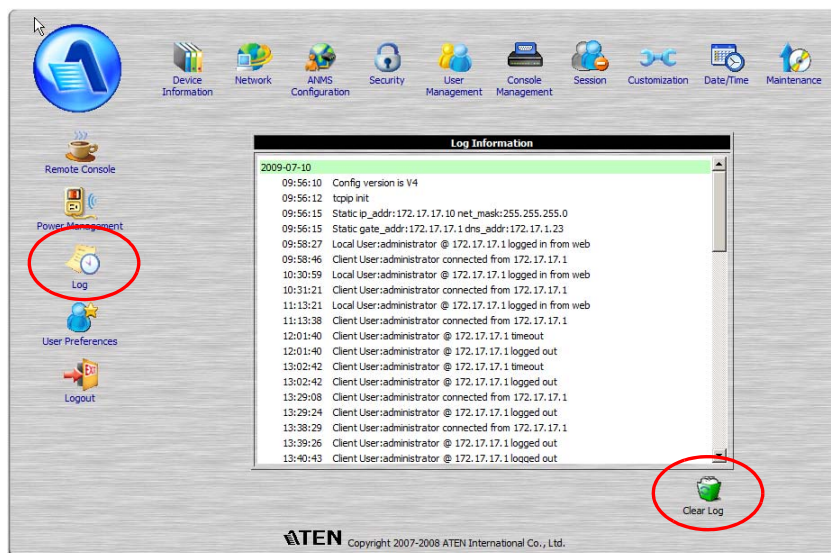 Device Information
Network
ANMS Configuration
Security
User Management
Console Management
Session
Customization
Date/Time
Maintenance
Remote Console
Power Management
Log
User Preferences
Logout
Log Information
2009-07-10
09:56:10 Config version is V4
09:56:12 tcpip init
09:56:15 Static ip_addr:172.17.17.10 net_mask:255.255.255.0
09:56:15 Static gate_addr:172.17.17.1 dns_addr:172.17.1.23
09:58:27 Local User:administrator @ 172.17.17.1 logged in from web
09:58:46 Client User:administrator connected from 172.17.17.1
10:30:59 Local User:administrator @ 172.17.17.1 logged in from web
10:31:21 Client User:administrator connected from 172.17.17.1
11:13:21 Local User:administrator @ 172.17.17.1 logged in from web
11:13:38 Client User:administrator connected from 172.17.17.1
12:01:40 Client User:administrator @ 172.17.17.1 timeout
12:01:40 Client User:administrator @ 172.17.17.1 logged out
13:02:42 Client User:administrator @ 172.17.17.1 timeout
13:02:42 Client User:administrator @ 172.17.17.1 logged out
13:29:08 Client User:administrator connected from 172.17.17.1
13:29:24 Client User:administrator @ 172.17.17.1 logged out
13:38:29 Client User:administrator connected from 172.17.17.1
13:39:26 Client User:administrator @ 172.17.17.1 logged out
13:40:43 Client User:administrator @ 172.17.17.1 logged out
Clear Log
ATEN Copyright 2007-2008 ATEN International Co., Ltd.